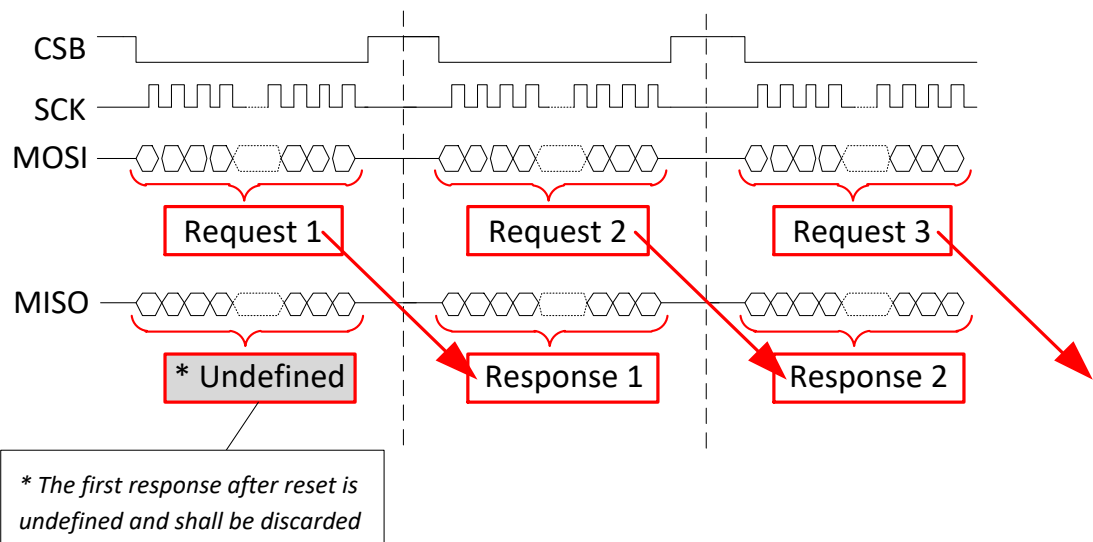 CSB
SCK
MOSI
Request 1
Request 2
Request 3
MISO
* Undefined
Response 1
Response 2
* The first response after reset is
undefined and shall be discarded